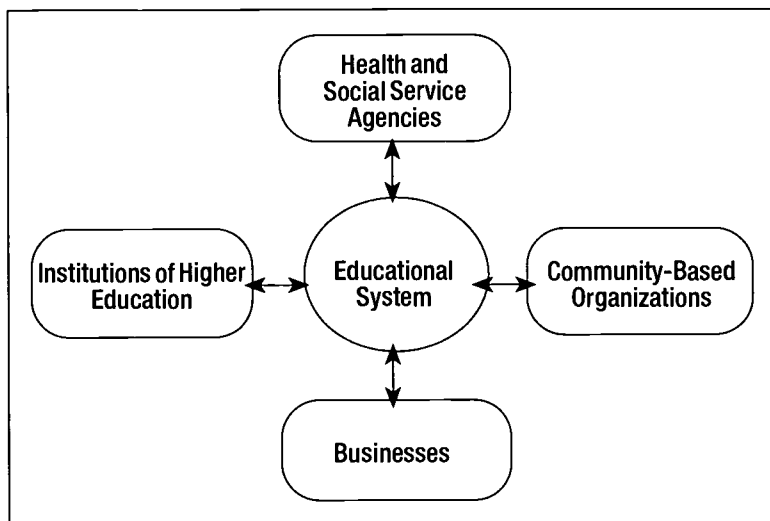 Health and
Social Service
Agencies
Institutions of Higher
Education
Educational
System
Community-Based
Organizations
Businesses